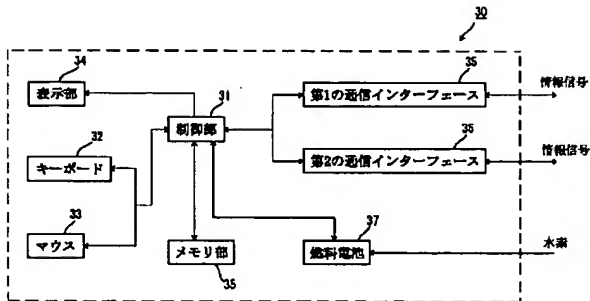 30
34
表示部
31
制御部
35
第1の通信インターフェース
情報信号
32
キーボード
36
第2の通信インターフェース
情報信号
33
マウス
メモリ部
35
37
燃料電池
水素